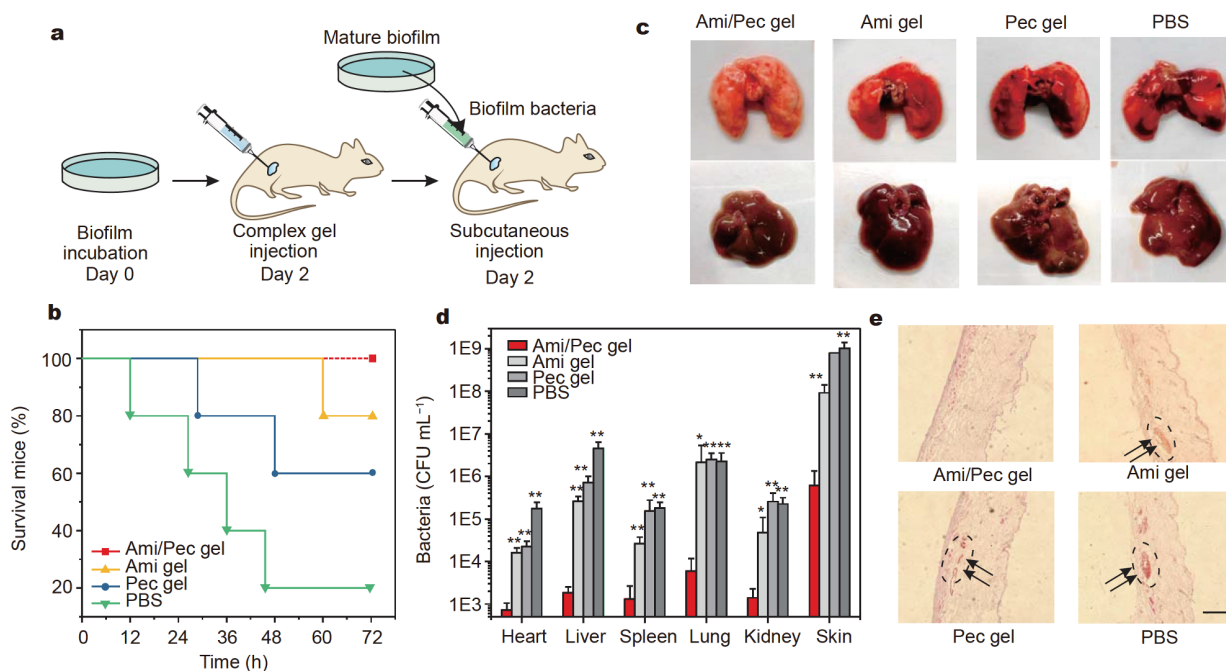 a
Mature biofilm
Biofilm bacteria
Biofilm
incubation
Day 0
Complex gel
injection
Day 2
Subcutaneous
injection
Day 2
b
Survival mice (%)
100
80
60
40
20
Ami/Pec gel
Ami gel
Pec gel
PBS
0 12 24 36 48 60 72
Time (h)
c
Ami/Pec gel Ami gel Pec gel PBS
d
Bacteria (CFU mL⁻¹)
1E9
1E8
1E7
1E6
1E5
1E4
1E3
Ami/Pec gel
Ami gel
Pec gel
PBS
** ** **
** ** **
** ** **
* ** **
* ** **
** **
Heart Liver Spleen Lung Kidney Skin
e
Ami/Pec gel Ami gel
Pec gel PBS